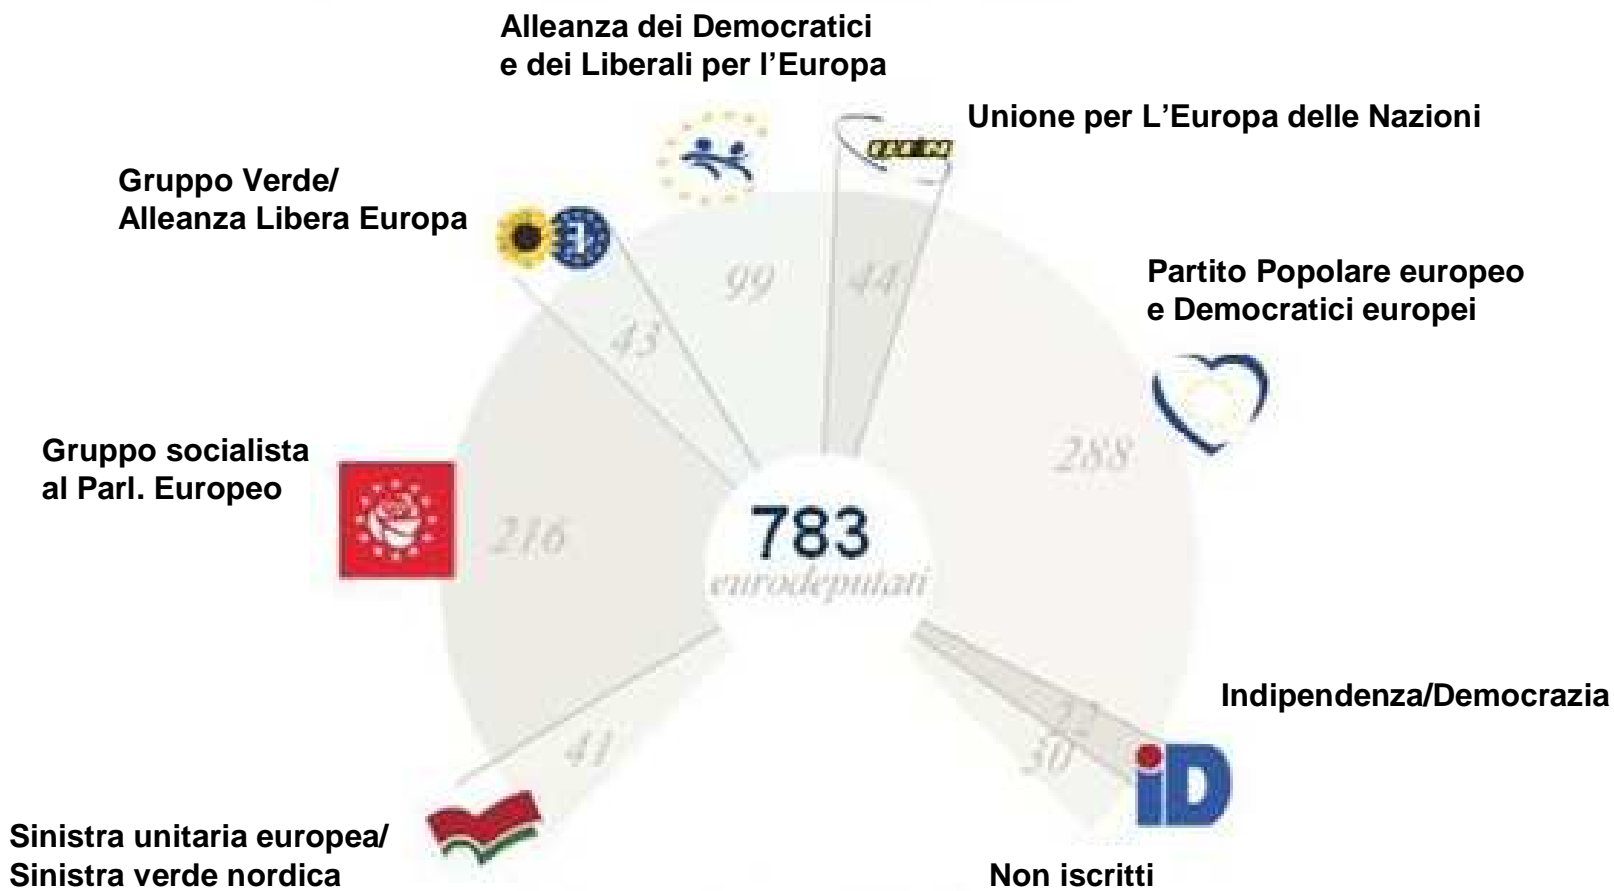 Alleanza dei Democratici
e dei Liberali per l'Europa
Unione per L'Europa delle Nazioni
Gruppo Verde/
Alleanza Libera Europa
99
44
Partito Popolare europeo
e Democratici europei
43
288
Gruppo socialista
al Parl. Europeo
216
783
eurodeputati
Indipendenza/Democrazia
22
41
30
iD
Sinistra unitaria europea/
Sinistra verde nordica
Non iscritti